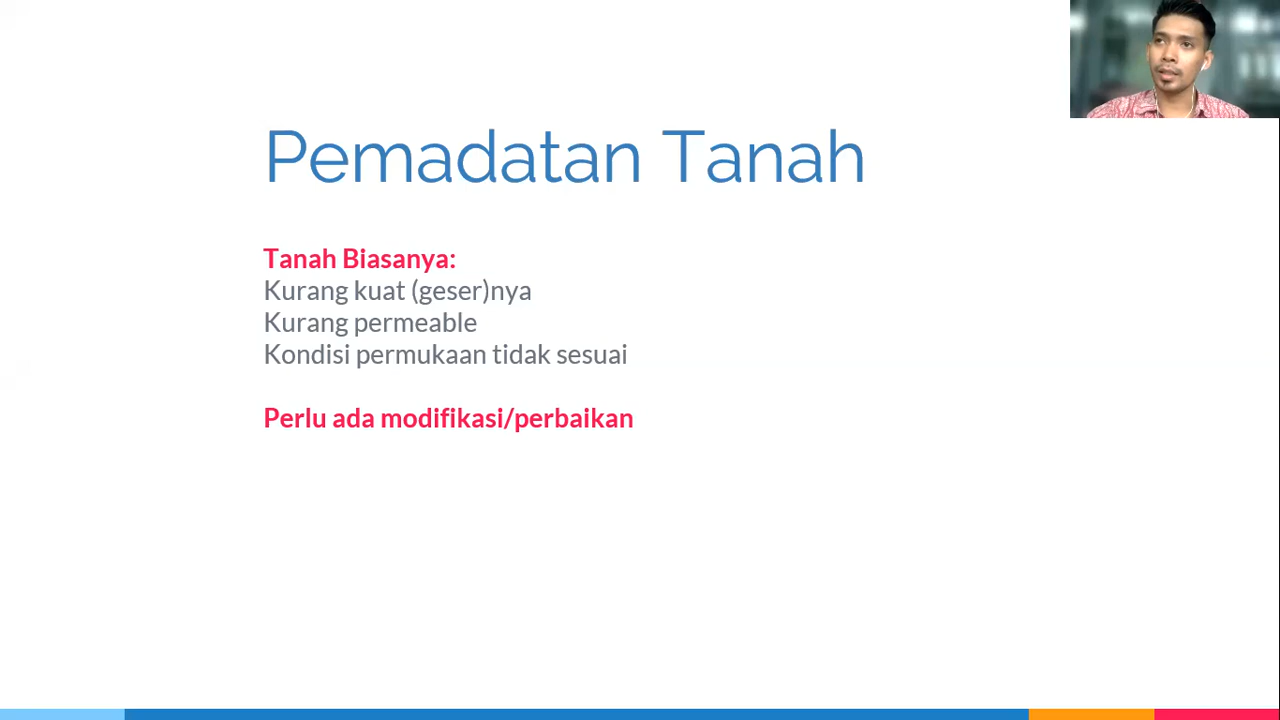 Pemadatan Tanah
Tanah Biasanya:
Kurang kuat (geser)nya
Kurang permeable
Kondisi permukaan tidak sesuai
Perlu ada modifikasi/perbaikan